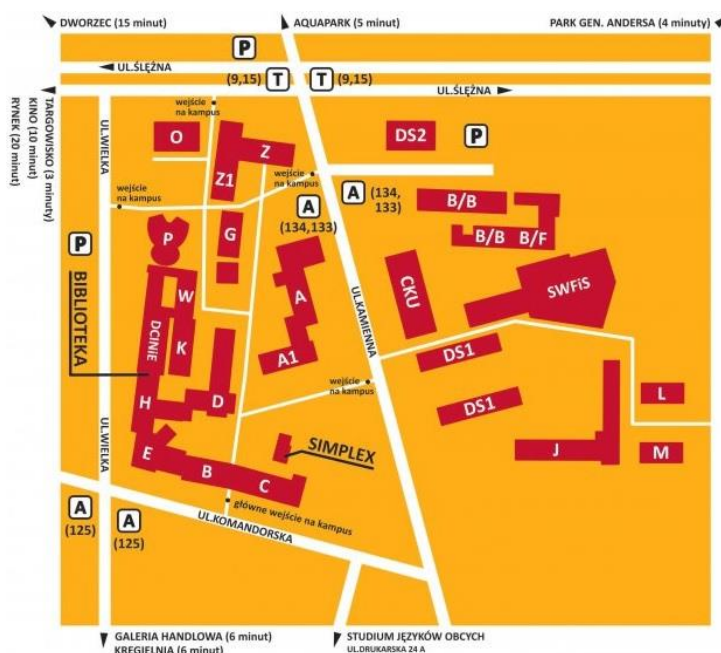 DWORZEC (15 minut)
AQUAPARK (5 minut)
PARK GEN. ANDERSA (4 minuty)
P
UL.ŚLĘŻNA
(9,15) T T (9,15)
UL.ŚLĘŻNA
TARGOWISKO (3 minuty)
KINO (10 minut)
RYNEK (20 minut)
UL.WIELKA
wejście
na kampus
O
Z
Z1
DS2
P
wejście
na kampus
wejście
na kampus
A
(134,
133)
A
(134,133)
B/B
B/B
B/F
P
G
P
BIBLIOTEKA
W
DCINiE
K
A
A1
CKU
SWFiS
UL.KAMIENNA
DS1
DS1
wejście
na kampus
H
D
L
J
M
E
B
C
SIMPLEX
UL.WIELKA
główne wejście na kampus
UL.KOMANDORSKA
A
(125)
A
(125)
GALERIA HANDLOWA (6 minut)
KRĘGIELNIA (6 minut)
STUDIUM JĘZYKÓW OBCYCH
UL.DRUKARSKA 24 A